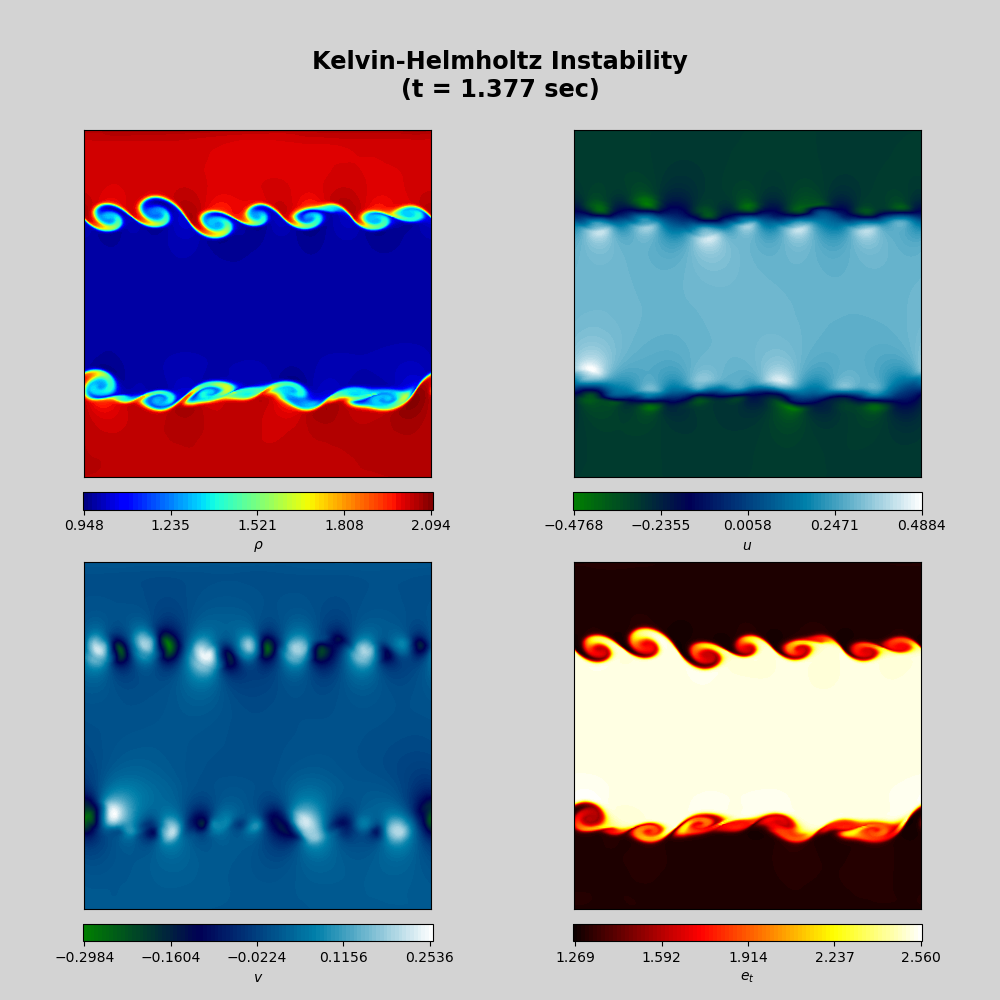 Kelvin-Helmholtz Instability
(t = 1.377 sec)
0.948 1.235 1.521 1.808 2.094
ρ
−0.4768 −0.2355 0.0058 0.2471 0.4884
u
−0.2984 −0.1604 −0.0224 0.1156 0.2536
v
1.269 1.592 1.914 2.237 2.560
e_t